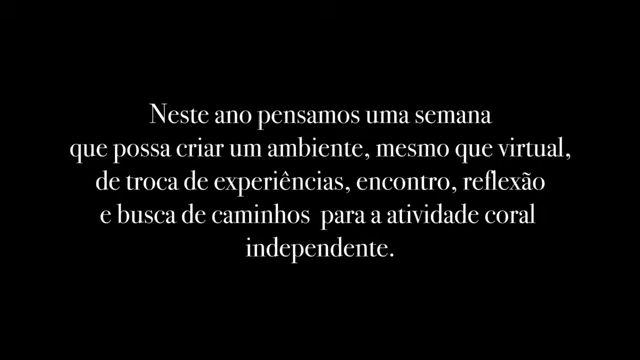 Neste ano pensamos uma semana
que possa criar um ambiente, mesmo que virtual,
de troca de experiências, encontro, reflexão
e busca de caminhos para a atividade coral
independente.